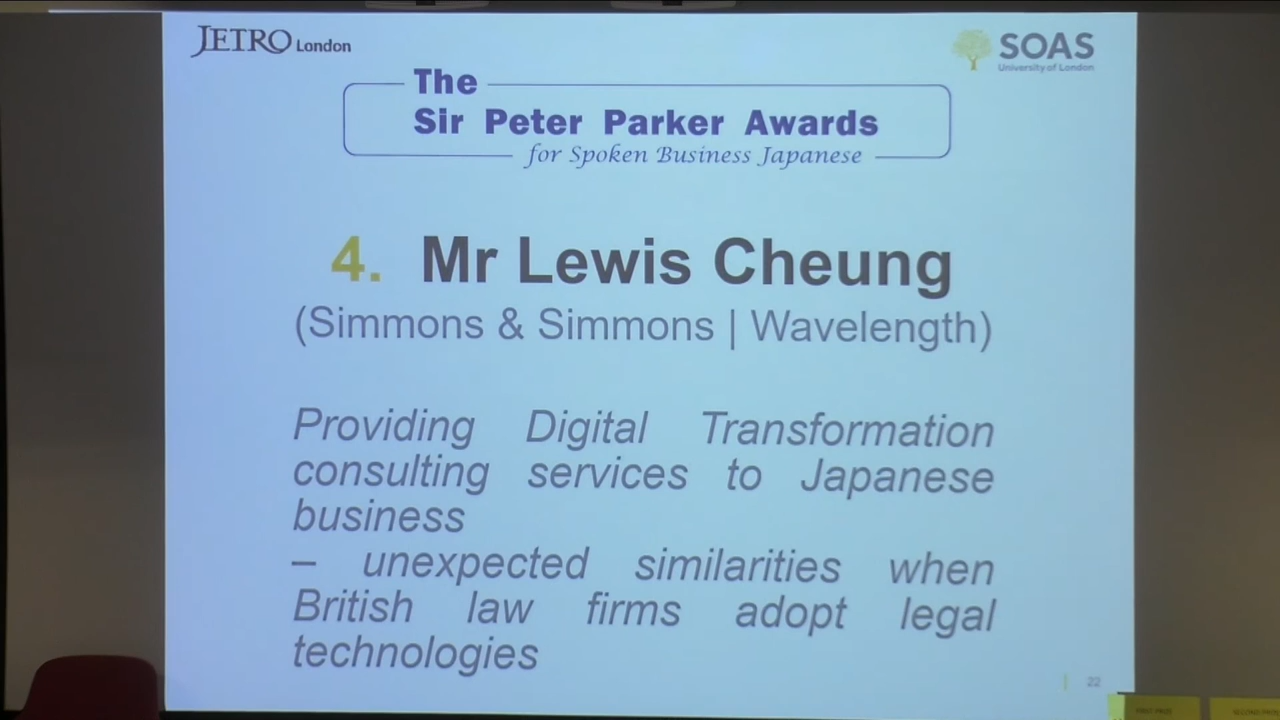 JETRO London
SOAS
University of London
The
Sir Peter Parker Awards
for Spoken Business Japanese
4. Mr Lewis Cheung
(Simmons & Simmons | Wavelength)
Providing Digital Transformation
consulting services to Japanese
business
– unexpected similarities when
British law firms adopt legal
technologies
22
FIRST PRIZE